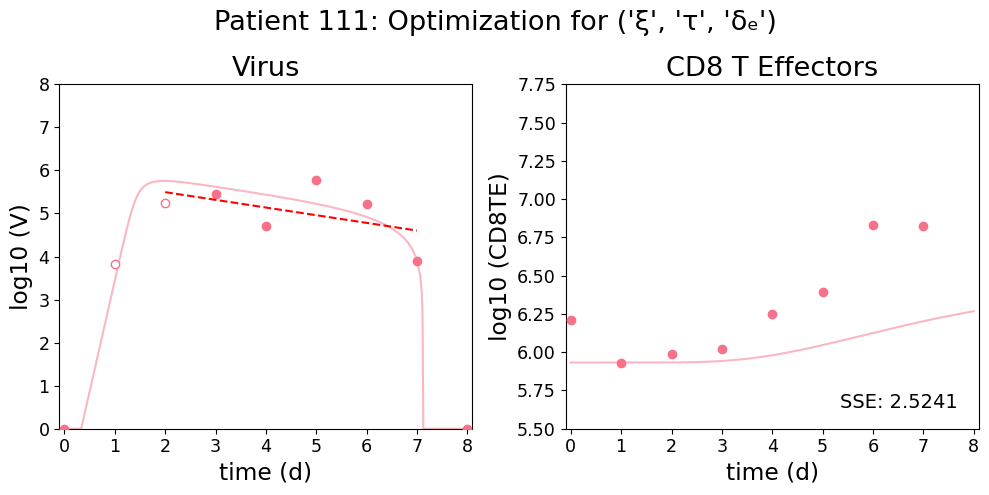 Patient 111: Optimization for ('ξ', 'τ', 'δₑ')
Virus
log10 (V)
8
7
6
5
4
3
2
1
0
0 1 2 3 4 5 6 7 8
time (d)
CD8 T Effectors
log10 (CD8TE)
7.75
7.50
7.25
7.00
6.75
6.50
6.25
6.00
5.75
5.50
SSE: 2.5241
0 1 2 3 4 5 6 7 8
time (d)